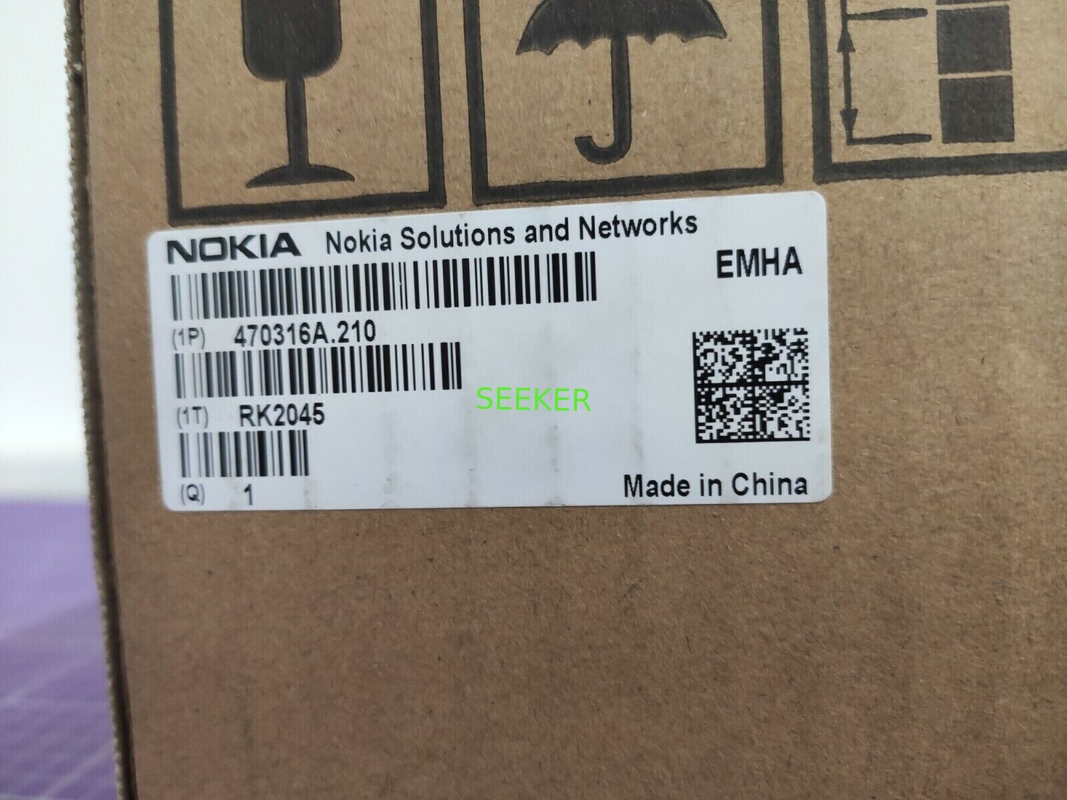 NOKIA Nokia Solutions and Networks
EMHA
(1P) 470316A.210
SEEKER
(1T) RK2045
(Q) 1
Made in China